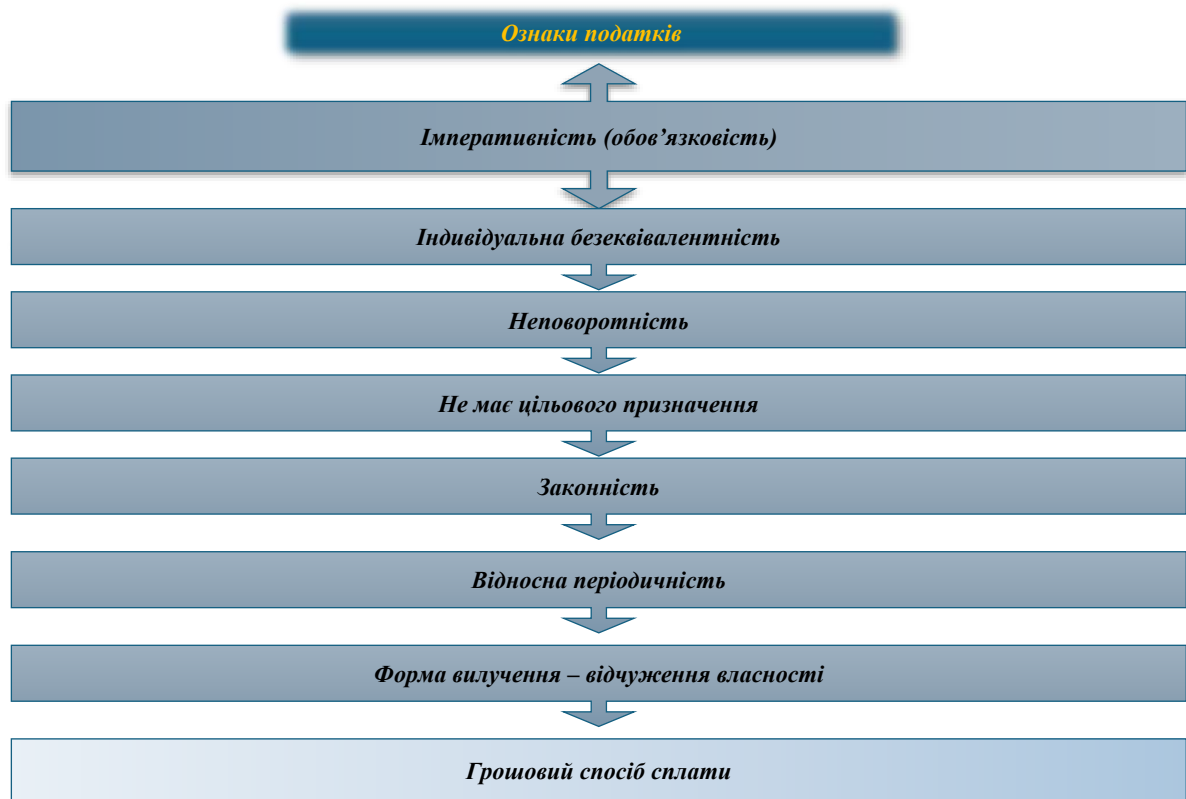 Ознаки податків
Імперативність (обов’язковість)
Індивідуальна безеквівалентність
Неповоротність
Не має цільового призначення
Законність
Відносна періодичність
Форма вилучення – відчуження власності
Грошовий спосіб сплати